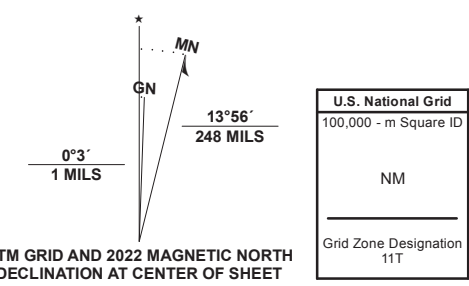 MN
GN
13°56´
248 MILS
0°3´
1 MILS
TM GRID AND 2022 MAGNETIC NORTH
DECLINATION AT CENTER OF SHEET
U.S. National Grid
100,000 - m Square ID
NM
Grid Zone Designation
11T